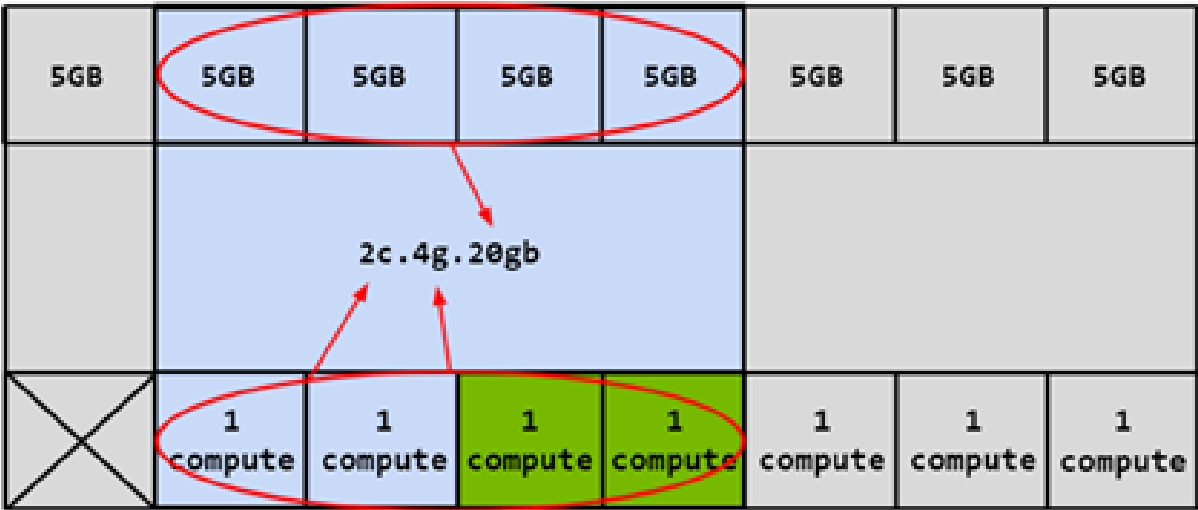 5GB 5GB 5GB 5GB 5GB 5GB 5GB 5GB
2c.4g.20gb
1 1 1 1 1 1 1
compute compute compute compute compute compute compute